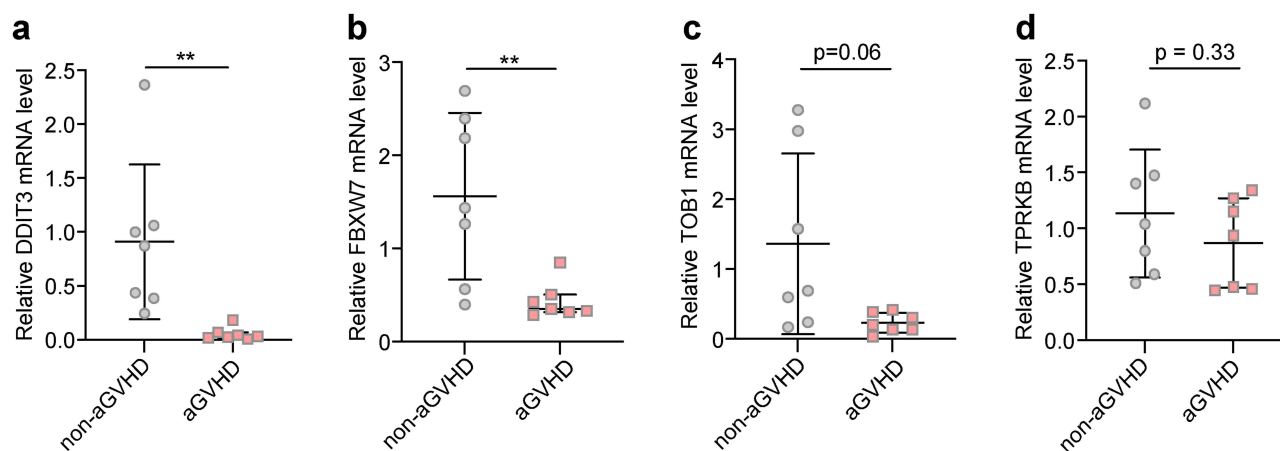 a
**
Relative DDIT3 mRNA level
2.5
2.0
1.5
1.0
0.5
0.0
non-aGVHD
aGVHD
b
**
Relative FBXW7 mRNA level
3
2
1
0
non-aGVHD
aGVHD
c
p=0.06
Relative TOB1 mRNA level
4
3
2
1
0
non-aGVHD
aGVHD
d
p = 0.33
Relative TPRKB mRNA level
2.5
2.0
1.5
1.0
0.5
0.0
non-aGVHD
aGVHD